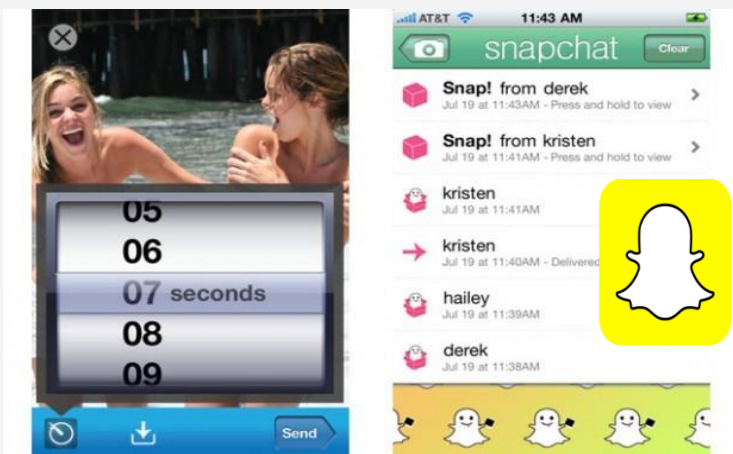 05
06
07 seconds
08
09
Send
AT&T 11:43 AM
snapchat Clear
Snap! from derek
Jul 19 at 11:43AM - Press and hold to view
Snap! from kristen
Jul 19 at 11:41AM - Press and hold to view
kristen
Jul 19 at 11:41AM
kristen
Jul 19 at 11:40AM - Delivered
hailey
Jul 19 at 11:39AM
derek
Jul 19 at 11:38AM